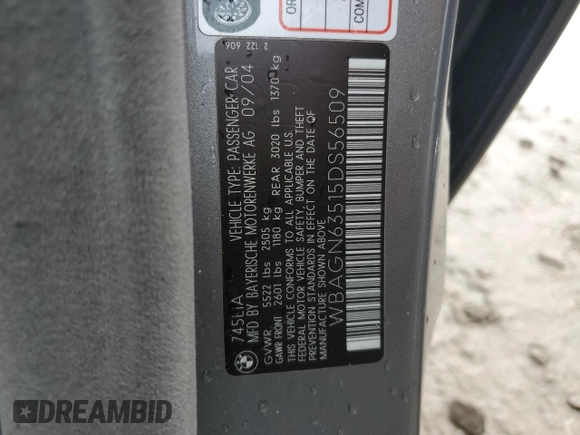 745LiA VEHICLE TYPE: PASSENGER CAR
MFD BY BAYERISCHE MOTORENWERKE AG 09/04
GVWR 5522 lbs 2505 kg
GAWR FRONT 2601 lbs 1180 kg REAR 3020 lbs 1370 kg
THIS VEHICLE CONFORMS TO ALL APPLICABLE U.S.
FEDERAL MOTOR VEHICLE SAFETY, BUMPER AND THEFT
PREVENTION STANDARDS IN EFFECT ON THE DATE OF
MANUFACTURE SHOWN ABOVE.
WBAGN63515DS56509
2 122 606
OR
COM
DREAMBID